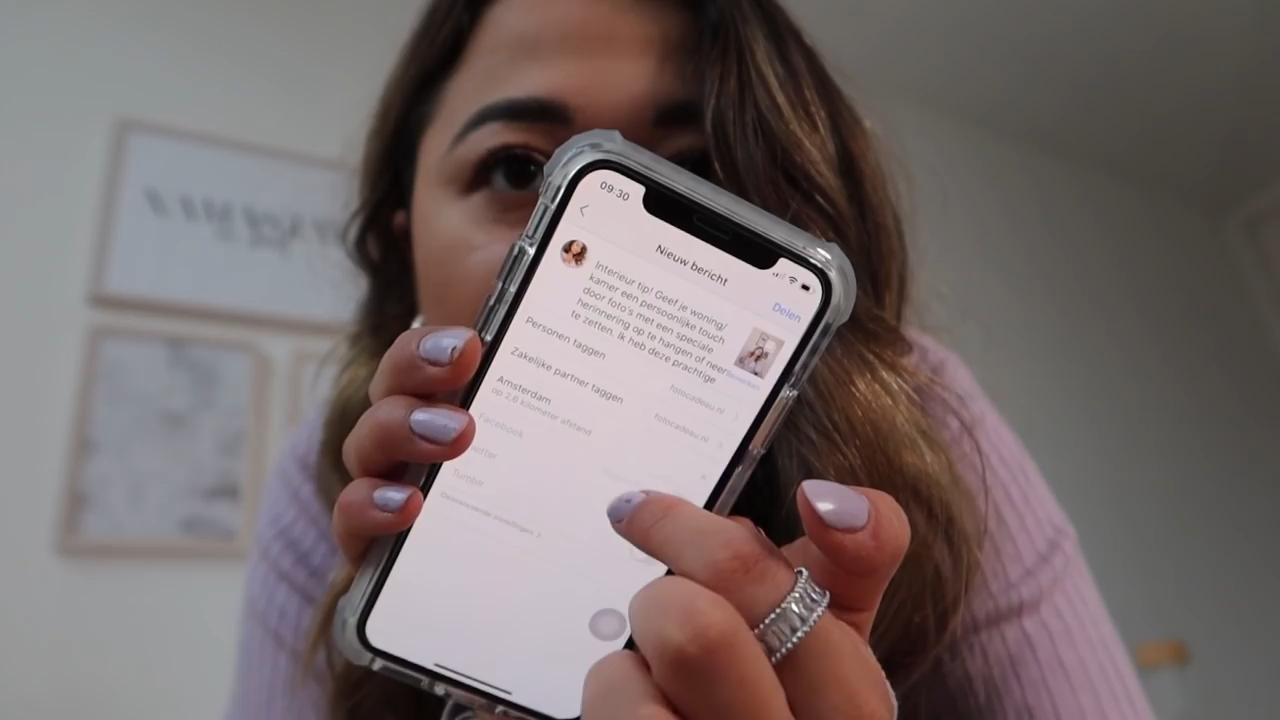 09:30
Nieuw bericht
Delen
Interieur tip! Geef je woning/
kamer een persoonlijke touch
door foto's met een speciale
herinnering op te hangen of neer
te zetten. Ik heb deze prachtige
Personen taggen
fotocadeau.nl
Zakelijke partner taggen
fotocadeau.nl
Amsterdam
op 2,6 kilometer afstand
Facebook
Tumblr